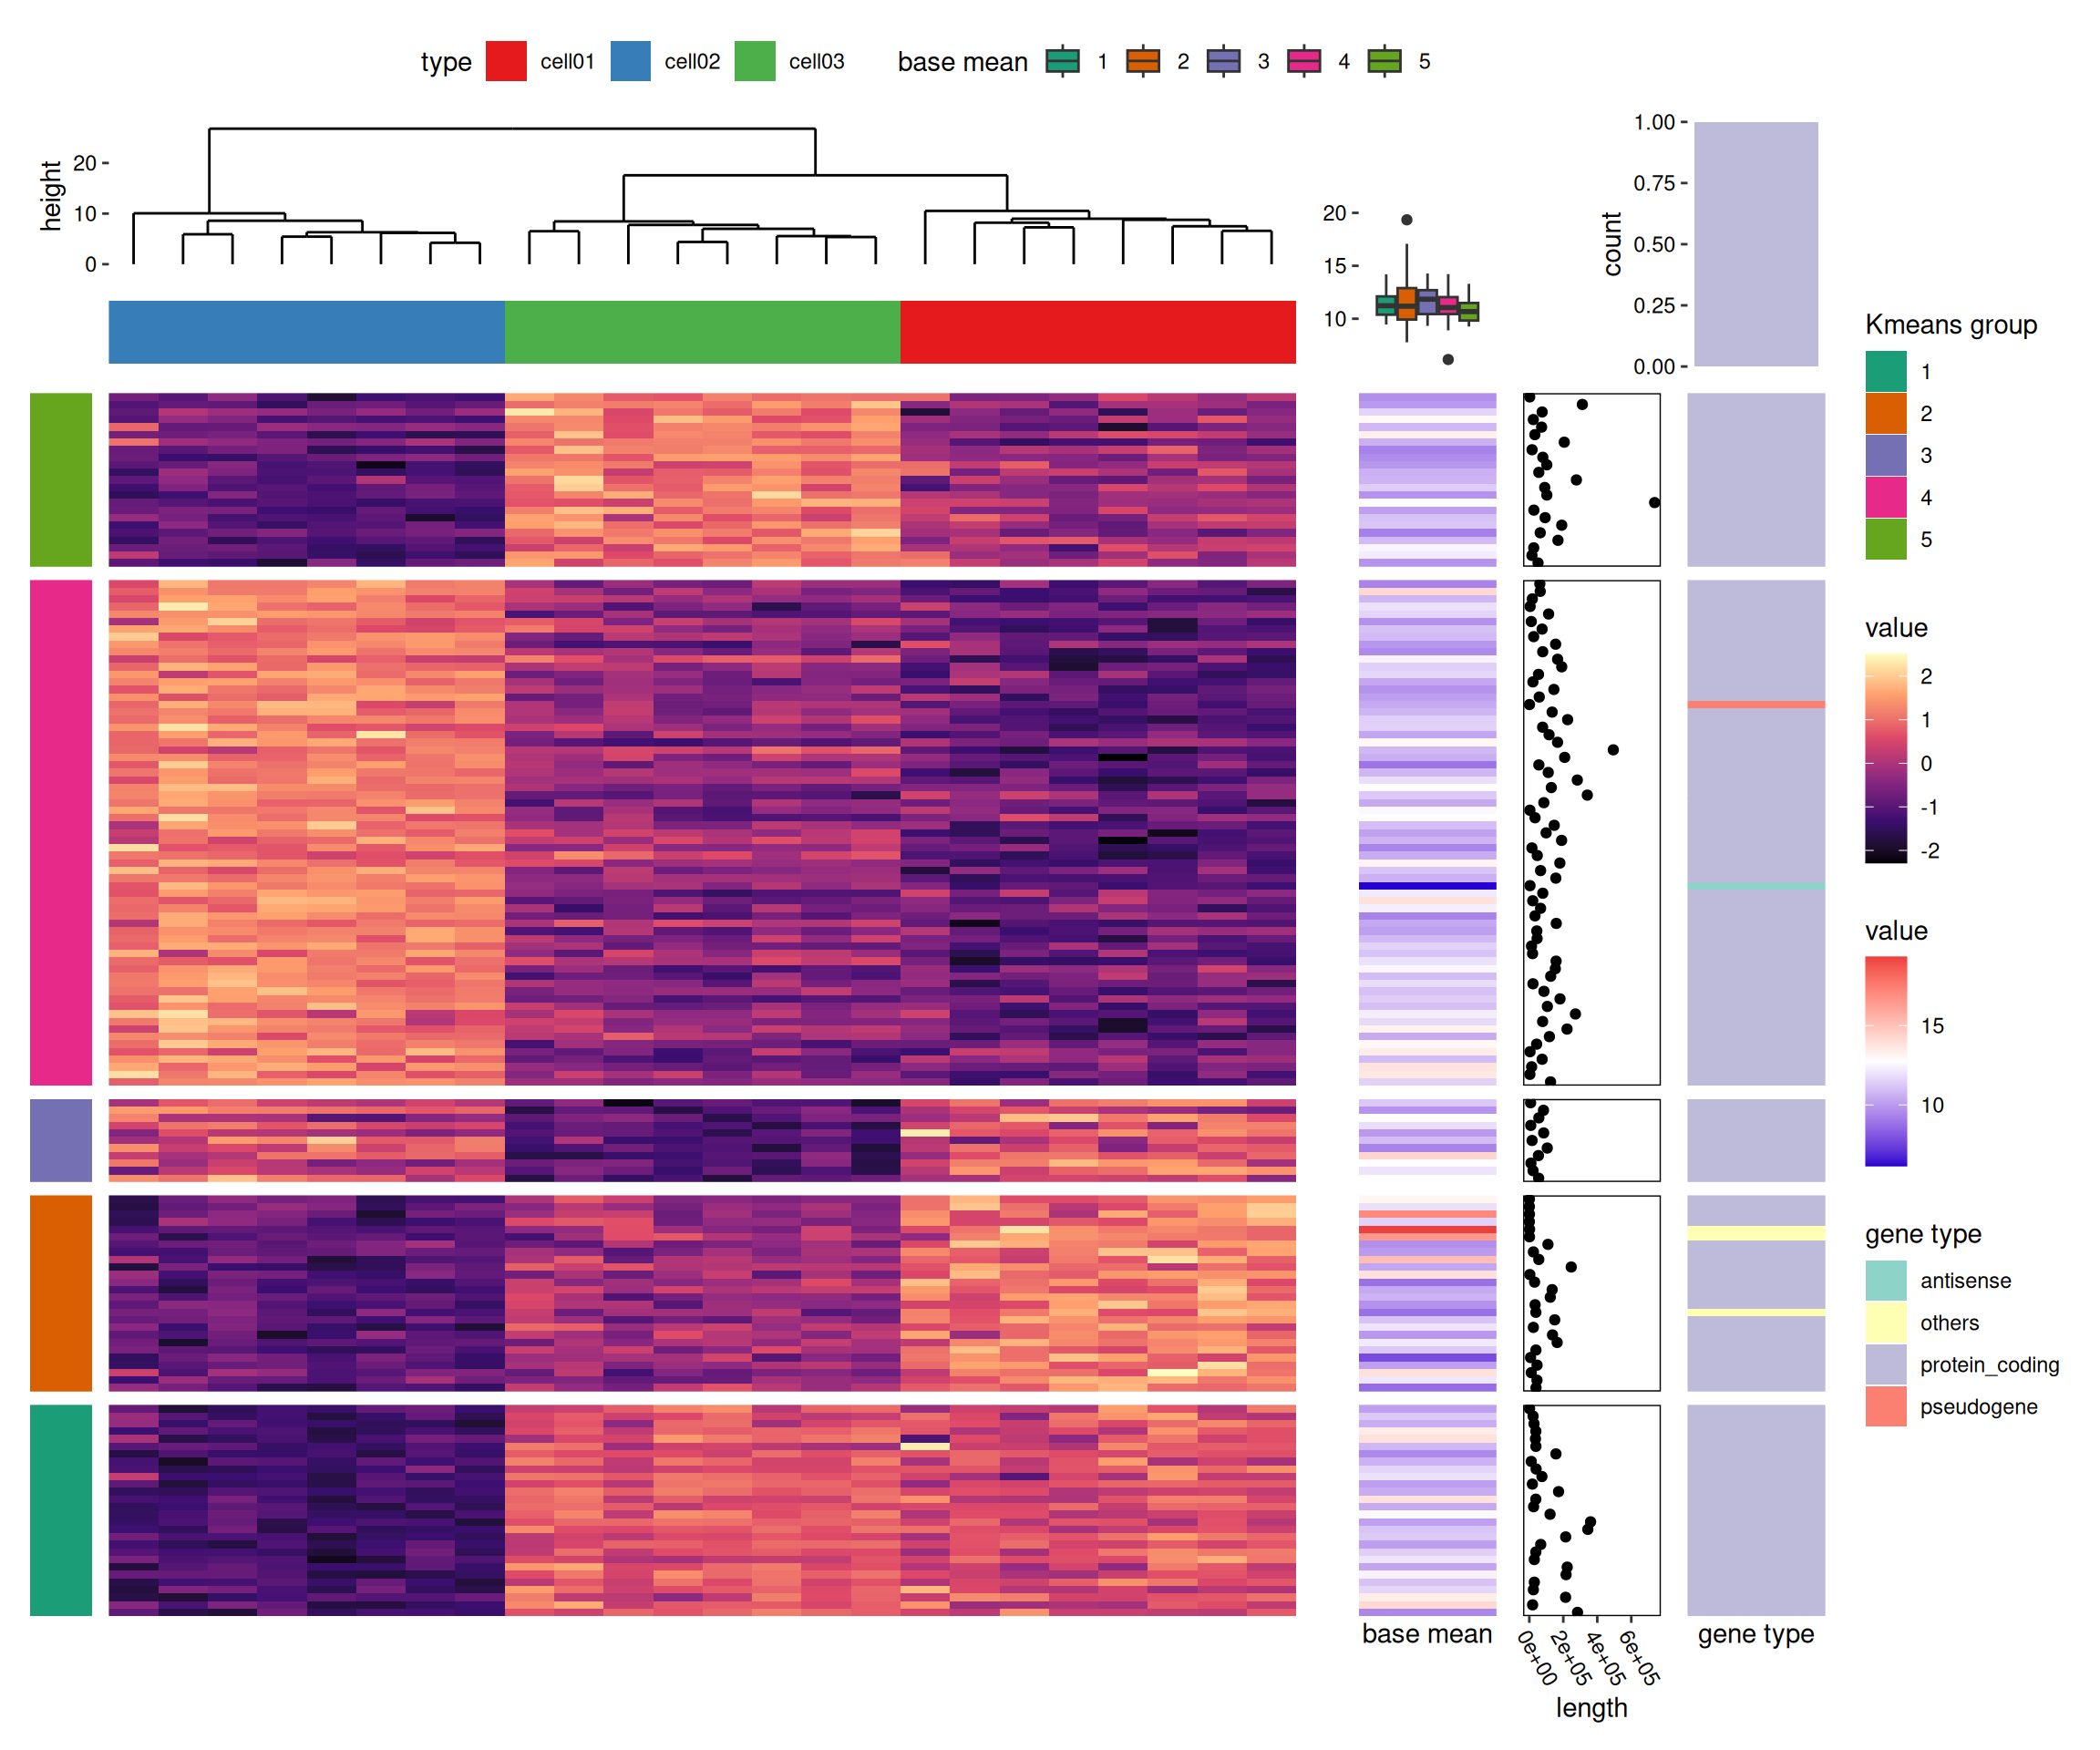 type cell01 cell02 cell03 base mean 1 2 3 4 5
height
20
10
0
20
15
10
count
1.00
0.75
0.50
0.25
0.00
Kmeans group
1
2
3
4
5
value
2
1
0
-1
-2
value
15
10
gene type
antisense
others
protein_coding
pseudogene
base mean
0e+00 2e+05 4e+05 6e+05
length
gene type